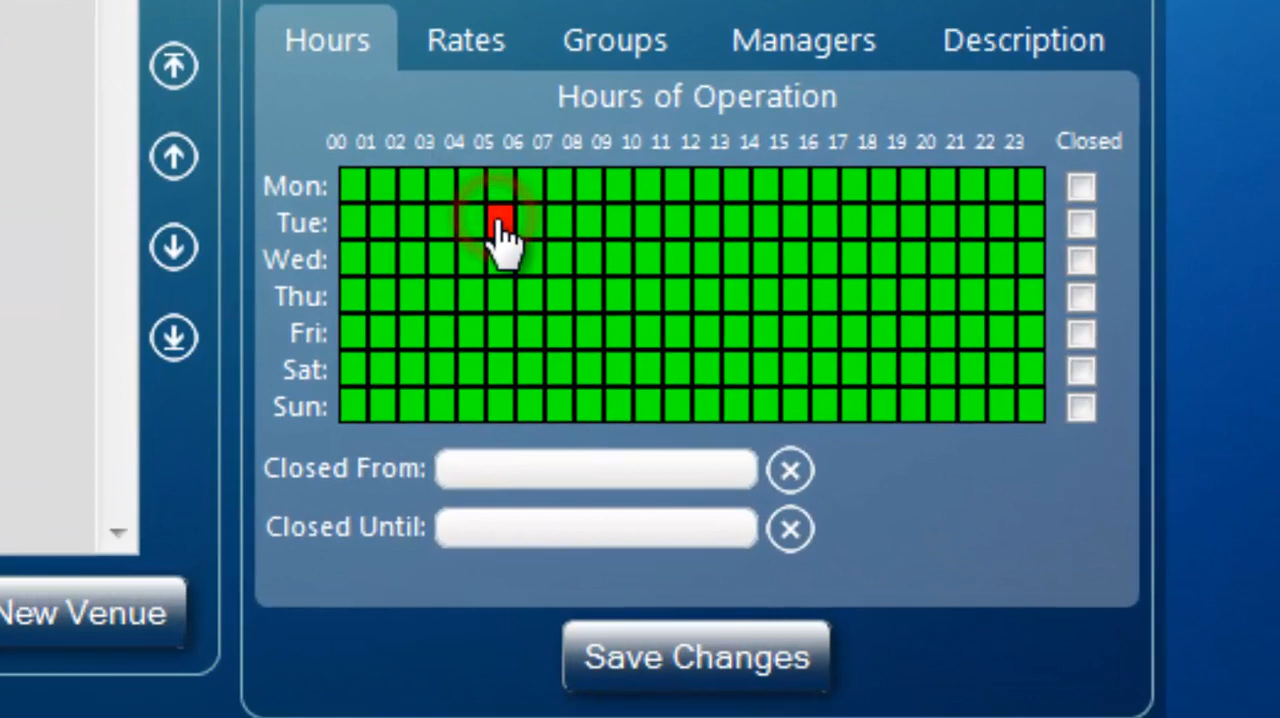 Hours Rates Groups Managers Description
Hours of Operation
00 01 02 03 04 05 06 07 08 09 10 11 12 13 14 15 16 17 18 19 20 21 22 23 Closed
Mon:
Tue:
Wed:
Thu:
Fri:
Sat:
Sun:
Closed From:
Closed Until:
New Venue
Save Changes